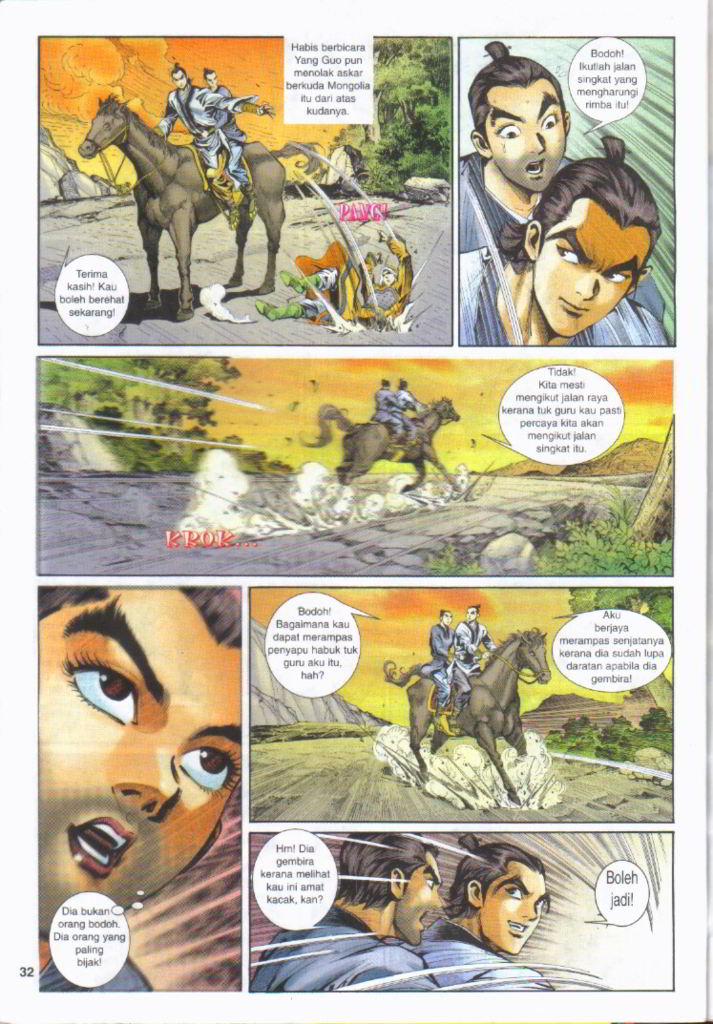 Habis berbicara
Yang Guo pun
menolak askar
berkuda Mongolia
itu dari atas
kudanya.
PANG!
Terima
kasih! Kau
boleh berehat
sekarang!
Bodoh!
Ikutlah jalan
singkat yang
mengharungi
rimba itu!
Tidak!
Kita mesti
mengikut jalan raya
kerana tuk guru kau pasti
percaya kita akan
mengikut jalan
singkat itu.
KROK...
Dia bukan
orang bodoh.
Dia orang yang
paling
bijak!
Bodoh!
Bagaimana kau
dapat merampas
penyapu habuk tuk
guru aku itu,
hah?
Aku
berjaya
merampas senjatanya
kerana dia sudah lupa
daratan apabila dia
gembira!
Hm! Dia
gembira
kerana melihat
kau ini amat
kacak, kan?
Boleh
jadi!
32